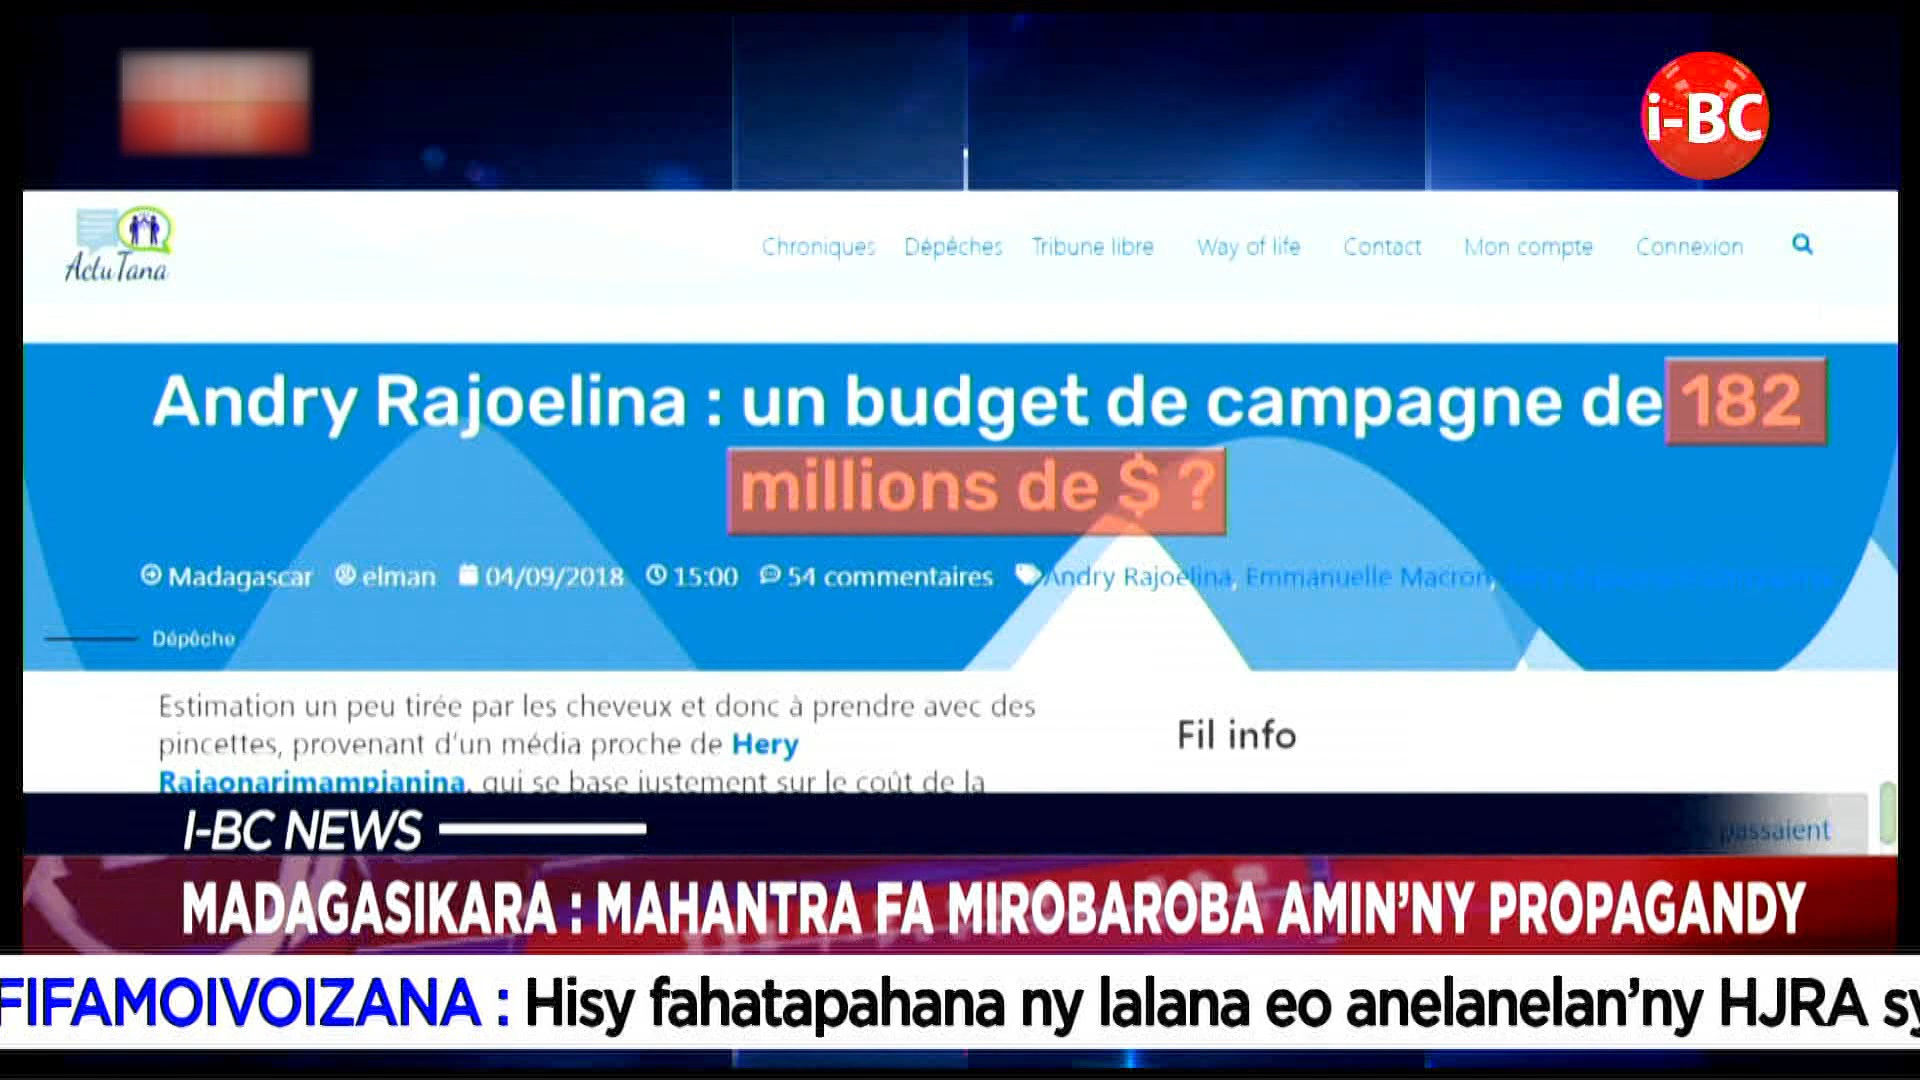 i-BC
ActuTana
Chroniques Dépêches Tribune libre Way of life Contact Mon compte Connexion
Andry Rajoelina : un budget de campagne de 182
millions de $ ?
Madagascar elman 04/09/2018 15:00 54 commentaires Andry Rajoelina, Emmanuelle Macron,
Dépêche
Estimation un peu tirée par les cheveux et donc à prendre avec des
pincettes, provenant d'un média proche de Hery
Rajaonarimampianina, qui se base justement sur le coût de la
Fil info
passaient
I-BC NEWS
MADAGASIKARA : MAHANTRA FA MIROBAROBA AMIN'NY PROPAGANDY
FIFAMOIVOIZANA : Hisy fahatapahana ny lalana eo anelanelan'ny HJRA sy